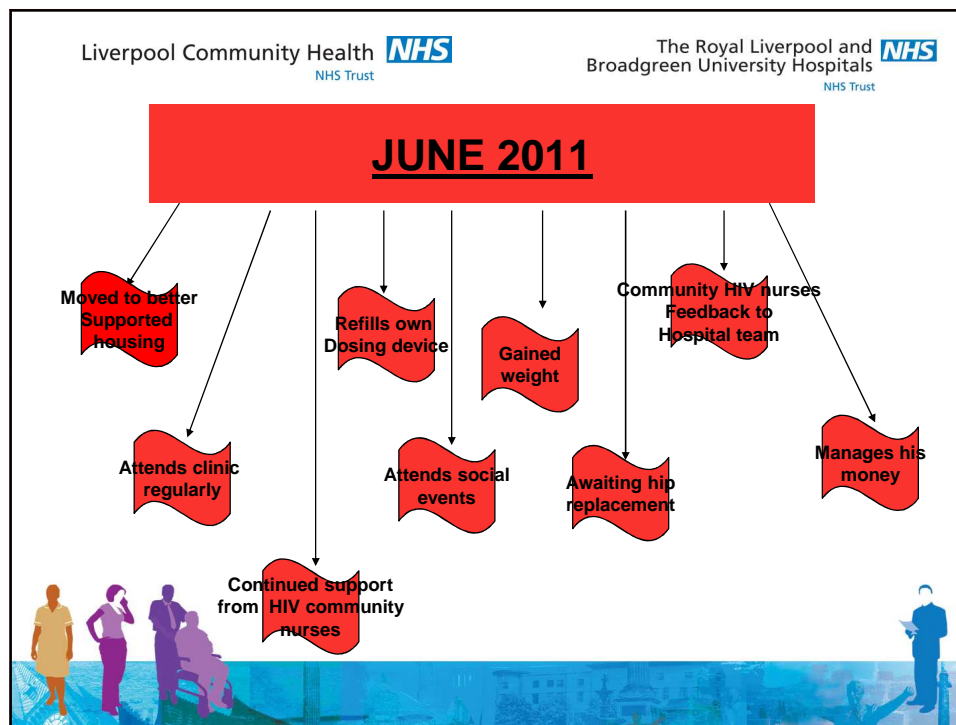 Liverpool Community Health NHS
NHS Trust
The Royal Liverpool and
Broadgreen University Hospitals NHS
NHS Trust
JUNE 2011
Moved to better
Supported
housing
Attends clinic
regularly
Continued support
from HIV community
nurses
Refills own
Dosing device
Attends social
events
Gained
weight
Awaiting hip
replacement
Community HIV nurses
Feedback to
Hospital team
Manages his
money